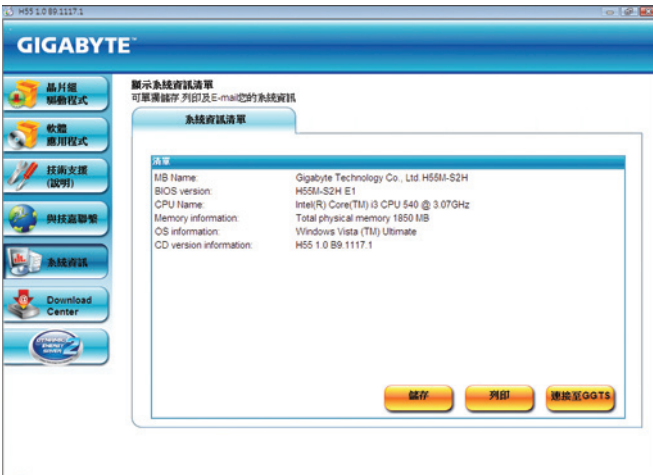 H55 1.0 B9.1117.1
GIGABYTE™
晶片組
驅動程式
軟體
應用程式
技術支援
(說明)
與技嘉聯繫
系統資訊
Download
Center
DYNAMIC
ENERGY
SAVER 2
顯示系統資訊清單
可單獨儲存,列印及E-mail您的系統資訊
系統資訊清單
清單
MB Name: Gigabyte Technology Co., Ltd. H55M-S2H
BIOS version: H55M-S2H E1
CPU Name: Intel(R) Core(TM) i3 CPU 540 @ 3.07GHz
Memory information: Total physical memory 1850 MB
OS information: Windows Vista (TM) Ultimate
CD version information: H55 1.0 B9.1117.1
儲存
列印
連接至GGTS